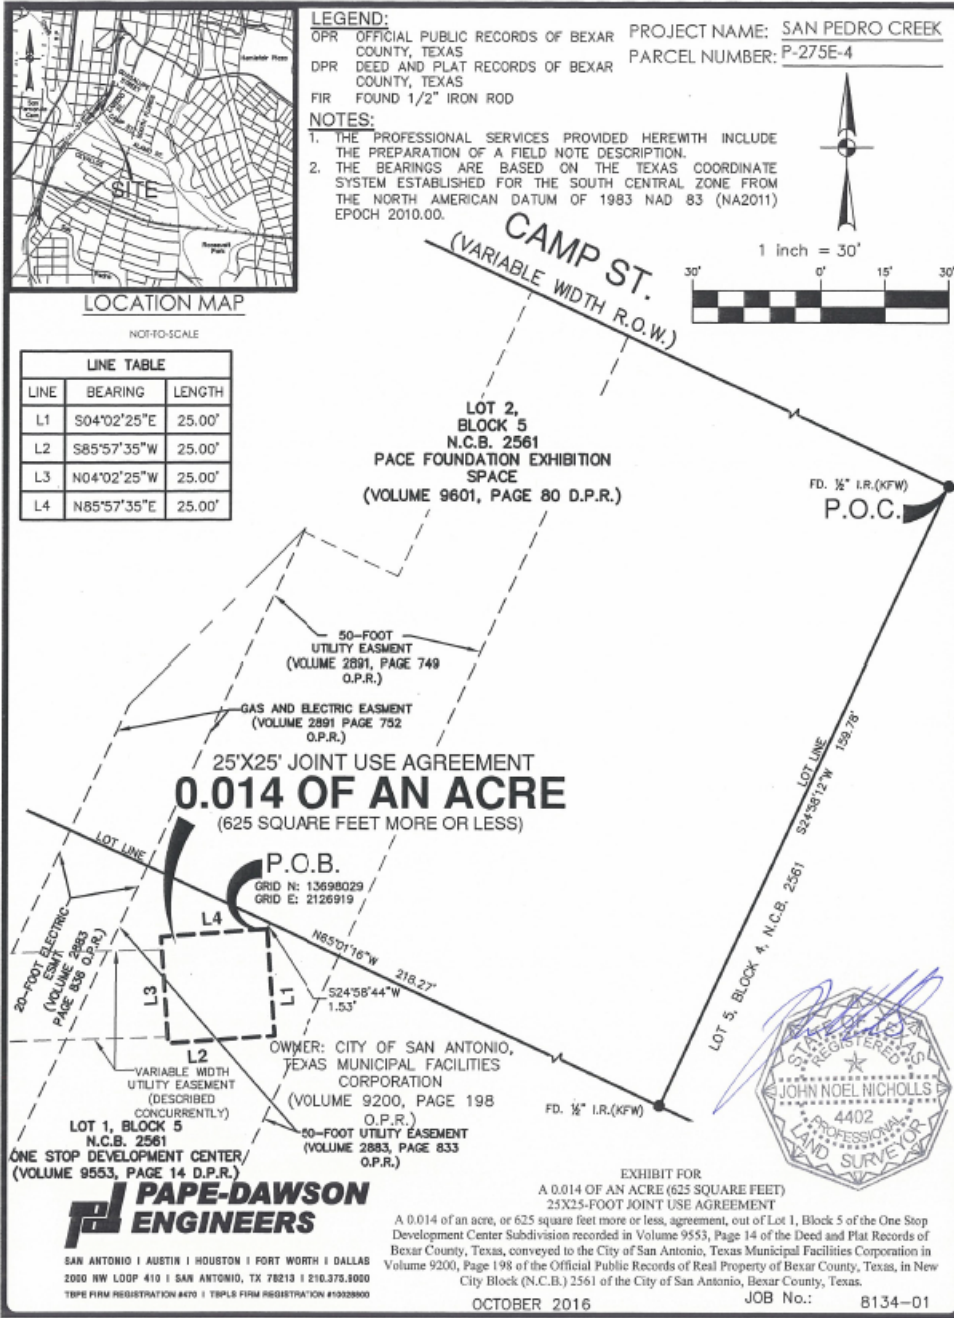 LEGEND:
OPR OFFICIAL PUBLIC RECORDS OF BEXAR
COUNTY, TEXAS
DPR DEED AND PLAT RECORDS OF BEXAR
COUNTY, TEXAS
FIR FOUND 1/2" IRON ROD
PROJECT NAME: SAN PEDRO CREEK
PARCEL NUMBER: P-275E-4
NOTES:
1. THE PROFESSIONAL SERVICES PROVIDED HEREWITH INCLUDE
THE PREPARATION OF A FIELD NOTE DESCRIPTION.
2. THE BEARINGS ARE BASED ON THE TEXAS COORDINATE
SYSTEM ESTABLISHED FOR THE SOUTH CENTRAL ZONE FROM
THE NORTH AMERICAN DATUM OF 1983 NAD 83 (NA2011)
EPOCH 2010.00.
SITE
Roosevelt
Park
LOCATION MAP
NOT-TO-SCALE
1 inch = 30'
30' 0' 15' 30'
CAMP ST.
(VARIABLE WIDTH R.O.W.)
LINE TABLE
LINE BEARING LENGTH
L1 S04°02'25"E 25.00'
L2 S85°57'35"W 25.00'
L3 N04°02'25"W 25.00'
L4 N85°57'35"E 25.00'
LOT 2,
BLOCK 5
N.C.B. 2561
PACE FOUNDATION EXHIBITION
SPACE
(VOLUME 9601, PAGE 80 D.P.R.)
FD. ½" I.R.(KFW)
P.O.C.
50-FOOT
UTILITY EASMENT
(VOLUME 2891, PAGE 749
O.P.R.)
GAS AND ELECTRIC EASMENT
(VOLUME 2891 PAGE 752
O.P.R.)
25'X25' JOINT USE AGREEMENT
0.014 OF AN ACRE
(625 SQUARE FEET MORE OR LESS)
LOT LINE
S24°58'12"W 159.78'
LOT 5, BLOCK 4, N.C.B. 2561
LOT LINE
P.O.B.
GRID N: 13698029
GRID E: 2126919
20-FOOT ELECTRIC
ESMT
(VOLUME 2883
PAGE 838 O.P.R.)
L4
L3
L1
L2
N65°01'16"W 218.27'
S24°58'44"W
1.53'
OWNER: CITY OF SAN ANTONIO,
TEXAS MUNICIPAL FACILITIES
CORPORATION
(VOLUME 9200, PAGE 198
O.P.R.)
VARIABLE WIDTH
UTILITY EASEMENT
(DESCRIBED
CONCURRENTLY)
LOT 1, BLOCK 5
N.C.B. 2561
ONE STOP DEVELOPMENT CENTER
(VOLUME 9553, PAGE 14 D.P.R.)
50-FOOT UTILITY EASEMENT
(VOLUME 2883, PAGE 833
O.P.R.)
FD. ½" I.R.(KFW)
STATE OF TEXAS
REGISTERED
JOHN NOEL NICHOLLS
4402
PROFESSIONAL
LAND SURVEYOR
PAPE-DAWSON
ENGINEERS
SAN ANTONIO I AUSTIN I HOUSTON I FORT WORTH I DALLAS
2000 NW LOOP 410 I SAN ANTONIO, TX 78213 I 210.375.9000
TBPE FIRM REGISTRATION #470 I TBPLS FIRM REGISTRATION #10028800
EXHIBIT FOR
A 0.014 OF AN ACRE (625 SQUARE FEET)
25X25-FOOT JOINT USE AGREEMENT
A 0.014 of an acre, or 625 square feet more or less, agreement, out of Lot 1, Block 5 of the One Stop
Development Center Subdivision recorded in Volume 9553, Page 14 of the Deed and Plat Records of
Bexar County, Texas, conveyed to the City of San Antonio, Texas Municipal Facilities Corporation in
Volume 9200, Page 198 of the Official Public Records of Real Property of Bexar County, Texas, in New
City Block (N.C.B.) 2561 of the City of San Antonio, Bexar County, Texas.
OCTOBER 2016
JOB No.: 8134-01